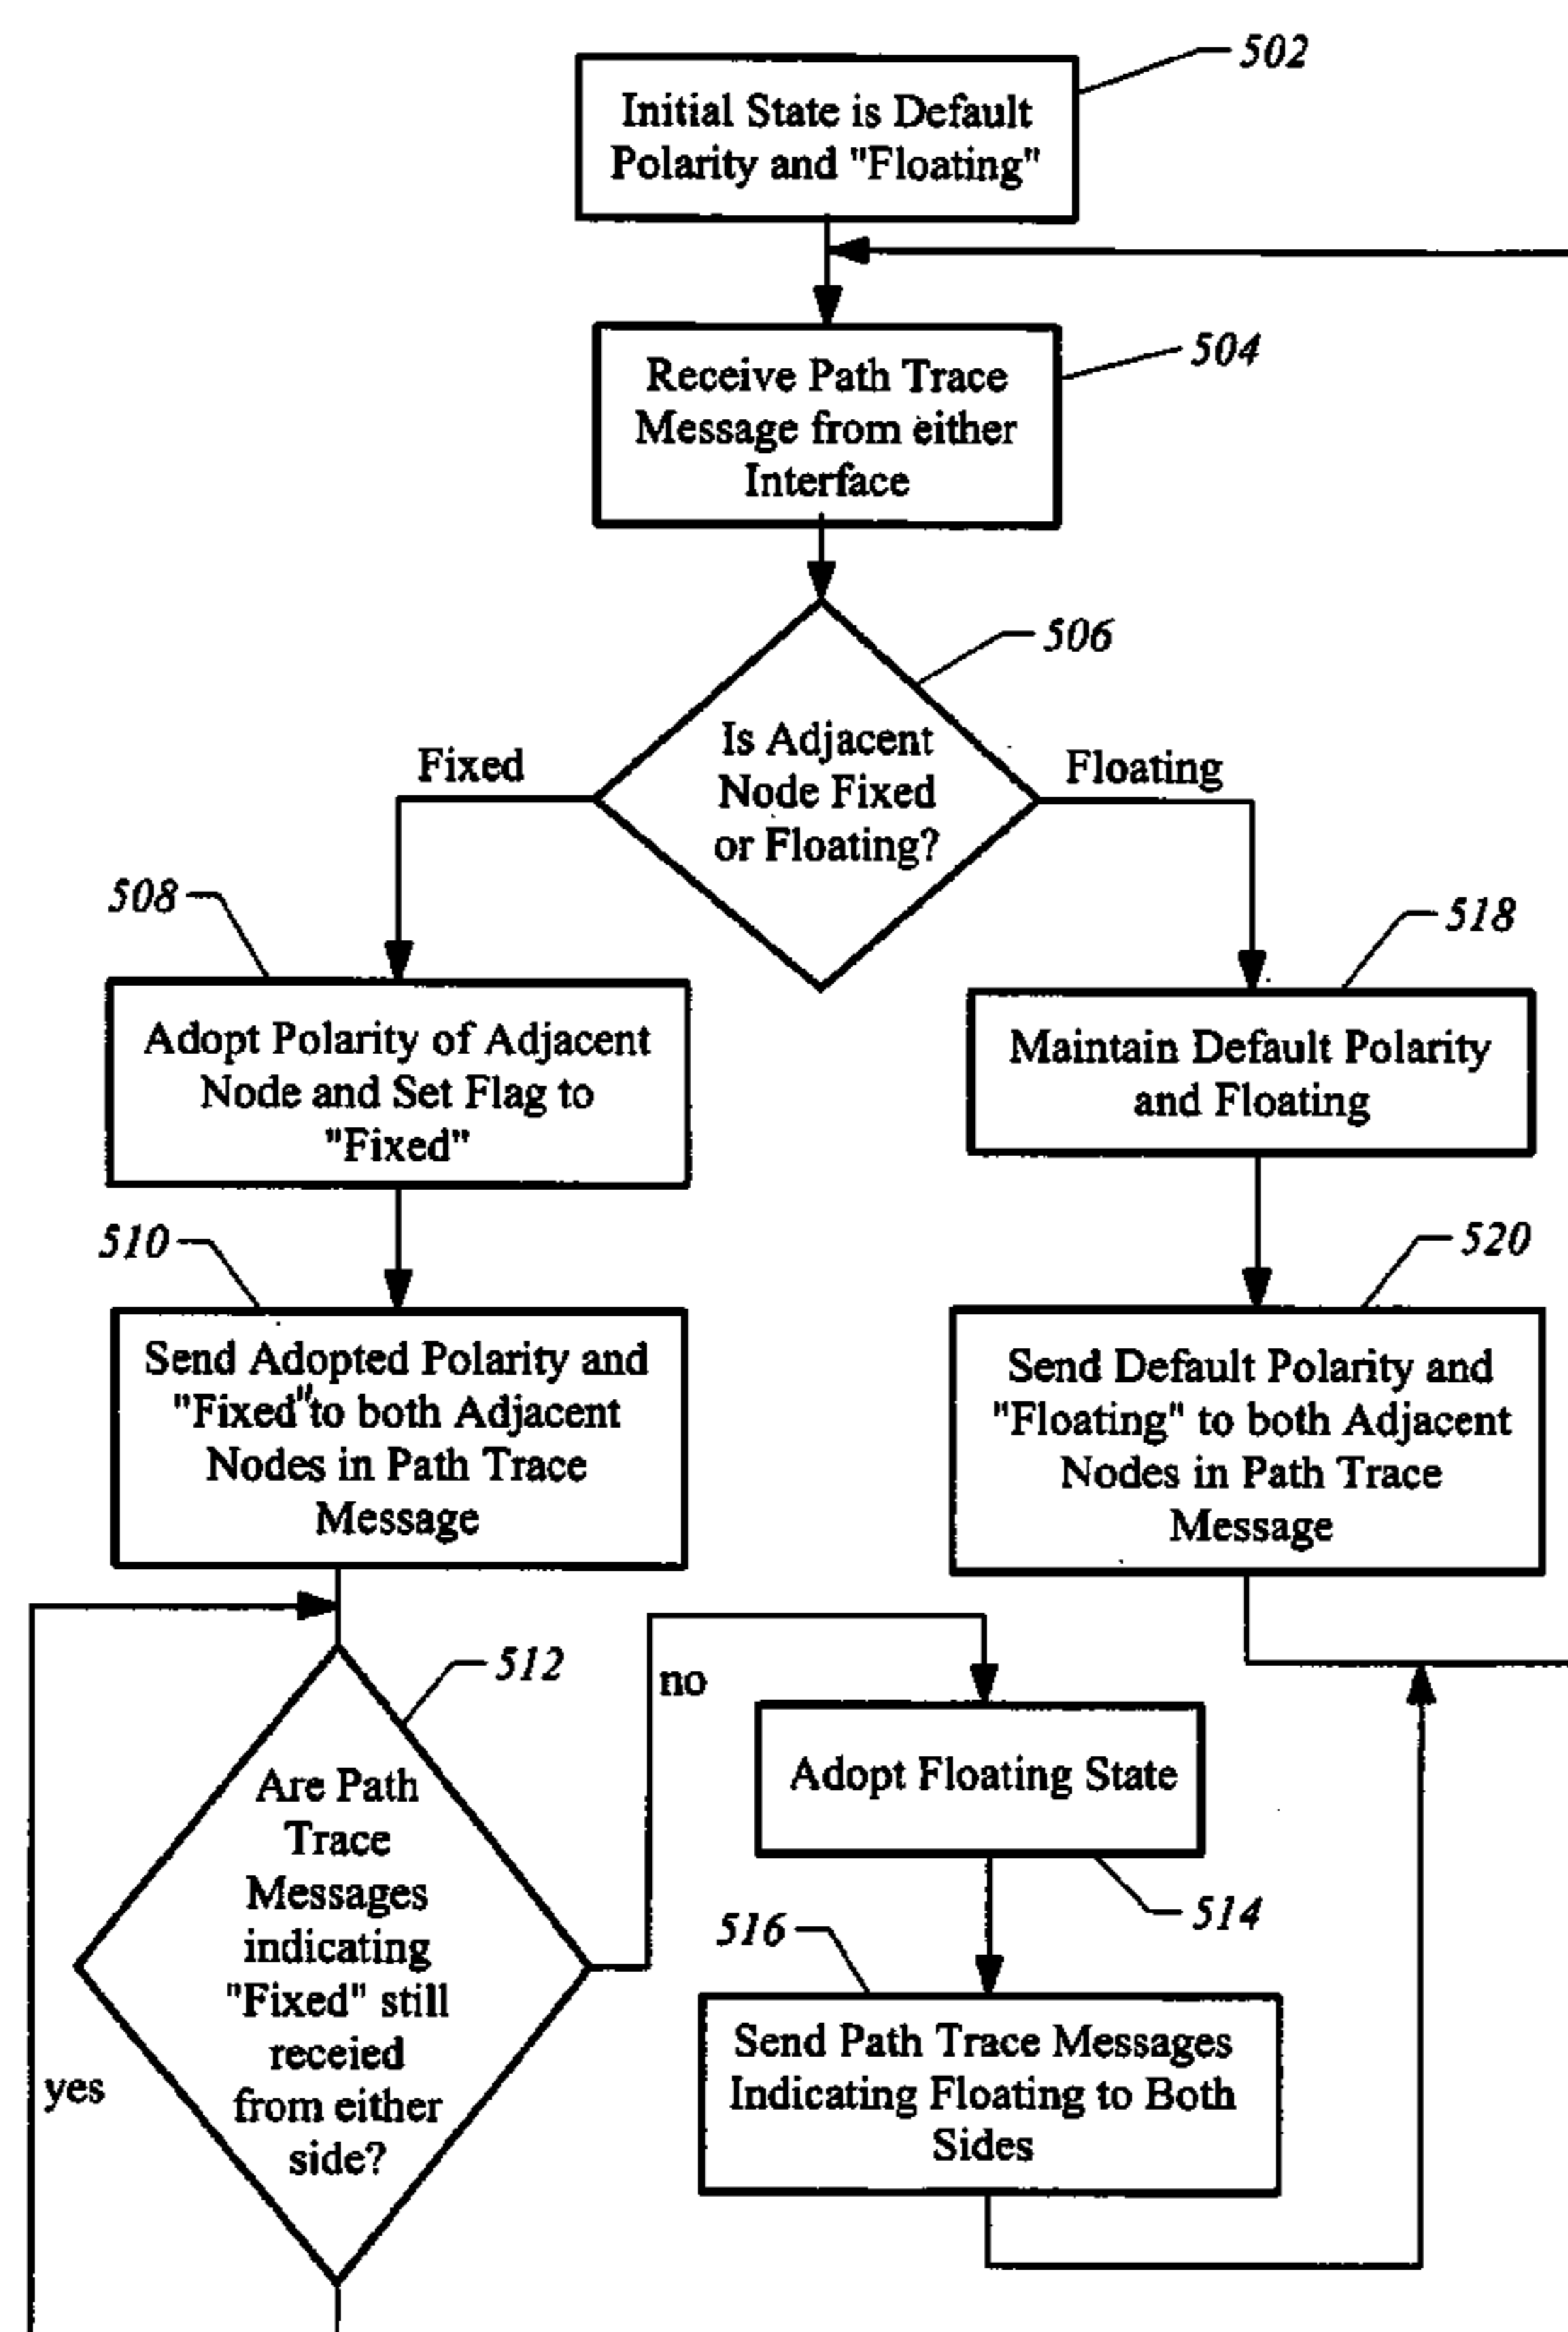 502
Initial State is Default
Polarity and "Floating"
504
Receive Path Trace
Message from either
Interface
506
Is Adjacent
Node Fixed
or Floating?
Fixed
Floating
508
Adopt Polarity of Adjacent
Node and Set Flag to
"Fixed"
518
Maintain Default Polarity
and Floating
510
Send Adopted Polarity and
"Fixed" to both Adjacent
Nodes in Path Trace
Message
520
Send Default Polarity and
"Floating" to both Adjacent
Nodes in Path Trace
Message
512
Are Path
Trace
Messages
indicating
"Fixed" still
receied
from either
side?
yes
no
Adopt Floating State
514
516
Send Path Trace Messages
Indicating Floating to Both
Sides